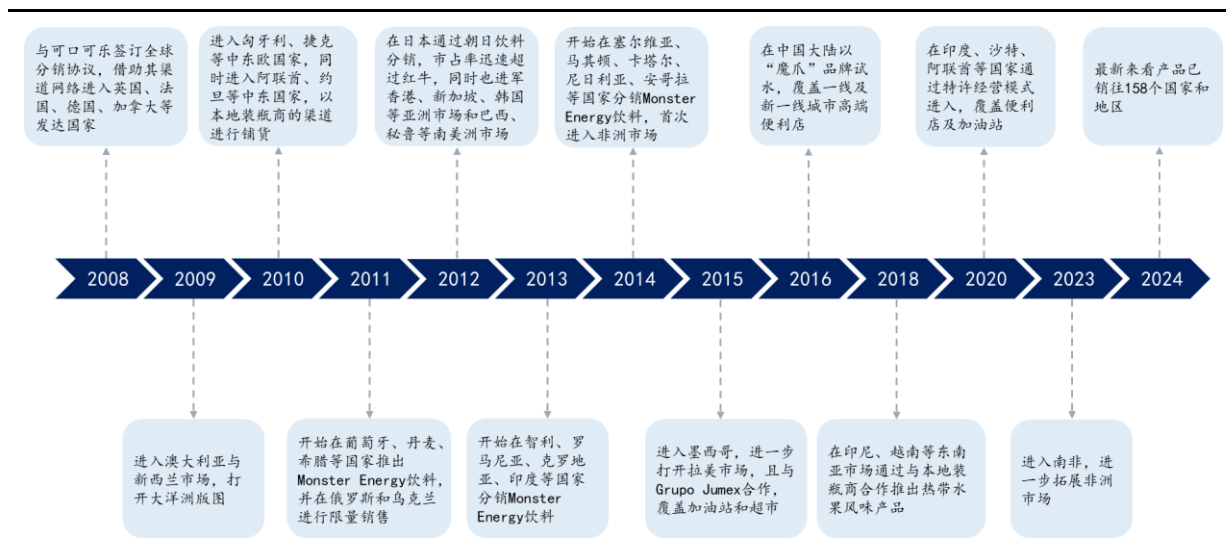 与可口可乐签订全球
分销协议，借助其渠
道网络进入英国、法
国、德国、加拿大等
发达国家
进入匈牙利、捷克
等中东欧国家，同
时进入阿联酋、约
旦等中东国家，以
本地装瓶商的渠道
进行铺货
在日本通过朝日饮料
分销，市占率迅速超
过红牛，同时也进军
香港、新加坡、韩国
等亚洲市场和巴西、
秘鲁等南美洲市场
开始在塞尔维亚、
马其顿、卡塔尔、
尼日利亚、安哥拉
等国家分销Monster
Energy饮料，首次
进入非洲市场
在中国大陆以
“魔爪”品牌试
水，覆盖一线及
新一线城市高端
便利店
在印度、沙特、
阿联酋等国家通
过特许经营模式
进入，覆盖便利
店及加油站
最新来看产品已
销往158个国家和
地区
2008
2009
2010
2011
2012
2013
2014
2015
2016
2018
2020
2023
2024
进入澳大利亚与
新西兰市场，打
开大洋洲版图
开始在葡萄牙、丹麦、
希腊等国家推出
Monster Energy饮料，
并在俄罗斯和乌克兰
进行限量销售
开始在智利、罗
马尼亚、克罗地
亚、印度等国家
分销Monster
Energy饮料
进入墨西哥，进一步
打开拉美市场，且与
Grupo Jumex合作，
覆盖加油站和超市
在印尼、越南等东南
亚市场通过与本地装
瓶商合作推出热带水
果风味产品
进入南非，进
一步拓展非洲
市场